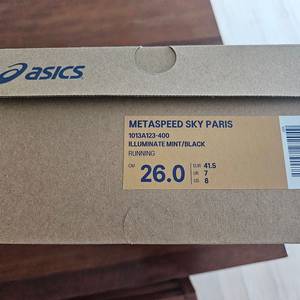 asics
METASPEED SKY PARIS
1013A123-400
ILLUMINATE MINT/BLACK
RUNNING
CM 26.0
EUR 41.5
UK 7
US 8